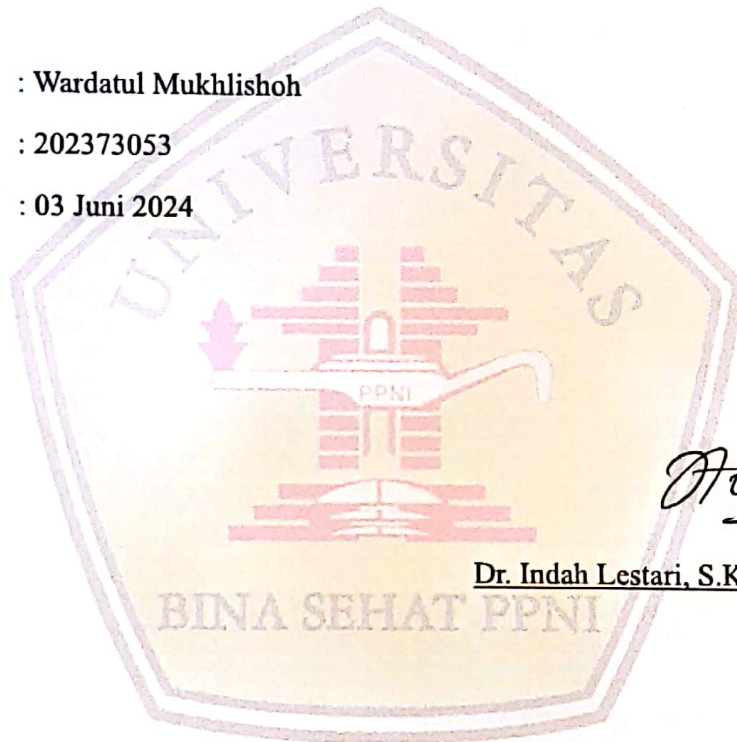 : Wardatul Mukhlishoh
: 202373053
: 03 Juni 2024
UNIVERSITAS
PPNI
Dr. Indah Lestari, S.K
BINA SEHAT PPNI